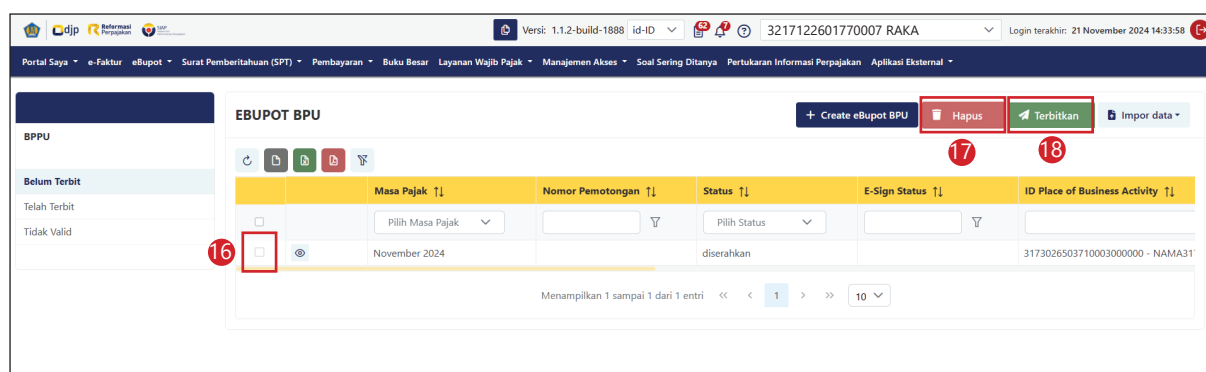 djp Reformasi Perpajakan SIAP Versi: 1.1.2-build-1888 id-ID 62 7 3217122601770007 RAKA Login terakhir: 21 November 2024 14:33:58
Portal Saya e-Faktur eBupot Surat Pemberitahuan (SPT) Pembayaran Buku Besar Layanan Wajib Pajak Manajemen Akses Soal Sering Ditanya Pertukaran Informasi Perpajakan Aplikasi Eksternal
EBUPOT BPU + Create eBupot BPU Hapus Terbitkan Impor data
BPPU
17 18
Belum Terbit
Telah Terbit
Tidak Valid
Masa Pajak Nomor Pemotongan Status E-Sign Status ID Place of Business Activity
Pilih Masa Pajak Pilih Status
16 November 2024 diserahkan 3173026503710003000000 - NAMA31
Menampilkan 1 sampai 1 dari 1 entri << < 1 > >> 10